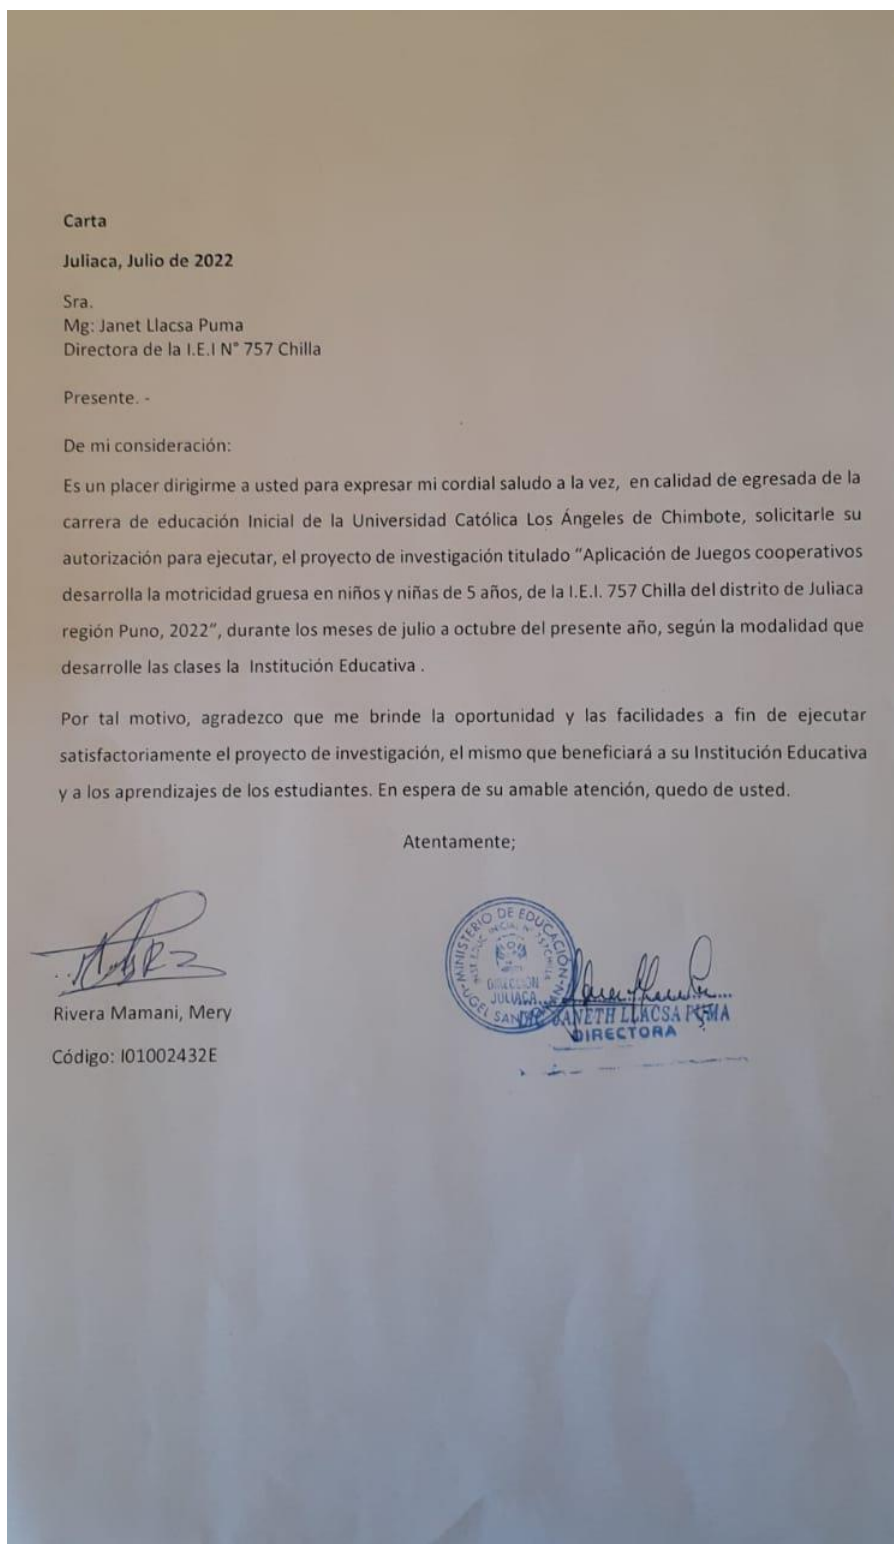 Carta
Juliaca, Julio de 2022
Sra.
Mg: Janet Llacsa Puma
Directora de la I.E.I N° 757 Chilla
Presente. -
De mi consideración:
Es un placer dirigirme a usted para expresar mi cordial saludo a la vez, en calidad de egresada de la
carrera de educación Inicial de la Universidad Católica Los Ángeles de Chimbote, solicitarle su
autorización para ejecutar, el proyecto de investigación titulado “Aplicación de Juegos cooperativos
desarrolla la motricidad gruesa en niños y niñas de 5 años, de la I.E.I. 757 Chilla del distrito de Juliaca
región Puno, 2022”, durante los meses de julio a octubre del presente año, según la modalidad que
desarrolle las clases la Institución Educativa .
Por tal motivo, agradezco que me brinde la oportunidad y las facilidades a fin de ejecutar
satisfactoriamente el proyecto de investigación, el mismo que beneficiará a su Institución Educativa
y a los aprendizajes de los estudiantes. En espera de su amable atención, quedo de usted.
Atentamente;
Rivera Mamani, Mery
Código: I01002432E
MINISTERIO DE EDUCACIÓN
DIRECCION
JULIACA
UGEL SAN
JANETH LLACSA PUMA
DIRECTORA